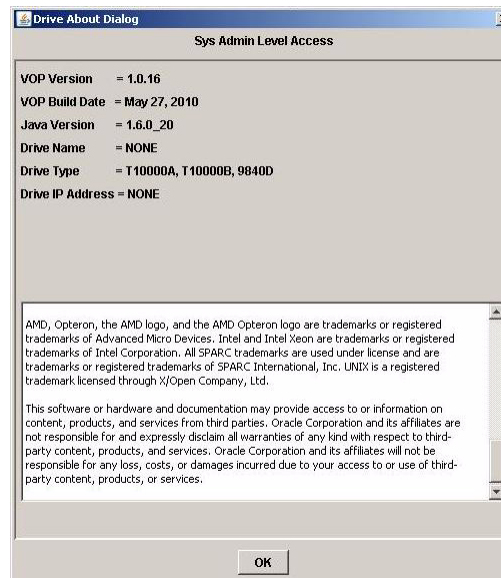 Drive About Dialog
Sys Admin Level Access
VOP Version = 1.0.16
VOP Build Date = May 27, 2010
Java Version = 1.6.0_20
Drive Name = NONE
Drive Type = T10000A, T10000B, 9840D
Drive IP Address = NONE
AMD, Opteron, the AMD logo, and the AMD Opteron logo are trademarks or registered
trademarks of Advanced Micro Devices. Intel and Intel Xeon are trademarks or registered
trademarks of Intel Corporation. All SPARC trademarks are used under license and are
trademarks or registered trademarks of SPARC International, Inc. UNIX is a registered
trademark licensed through X/Open Company, Ltd.
This software or hardware and documentation may provide access to or information on
content, products, and services from third parties. Oracle Corporation and its affiliates are
not responsible for and expressly disclaim all warranties of any kind with respect to third-
party content, products, and services. Oracle Corporation and its affiliates will not be
responsible for any loss, costs, or damages incurred due to your access to or use of third-
party content, products, or services.
OK